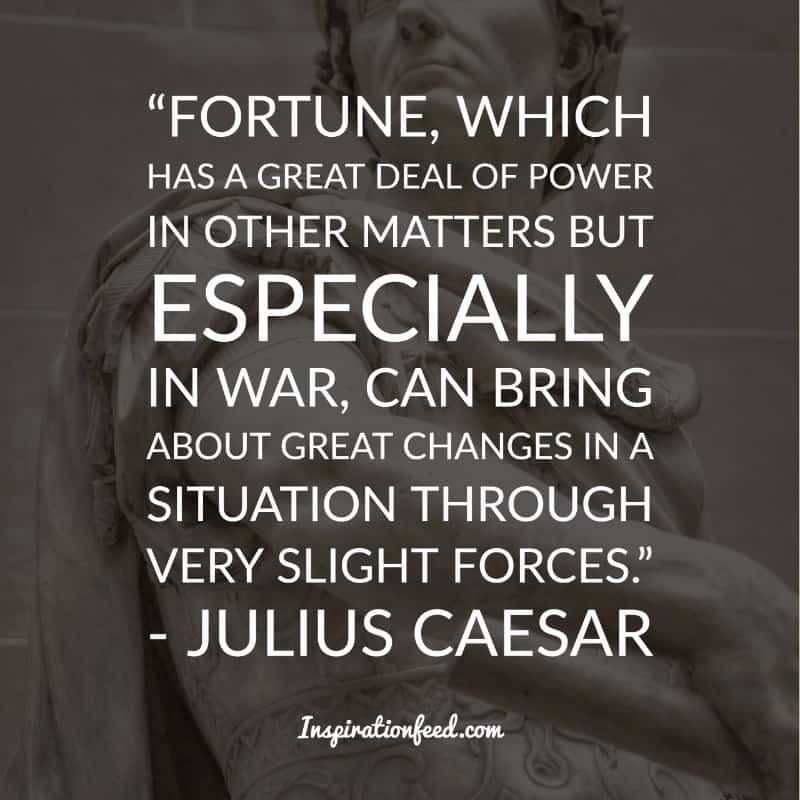 “FORTUNE, WHICH
HAS A GREAT DEAL OF POWER
IN OTHER MATTERS BUT
ESPECIALLY
IN WAR, CAN BRING
ABOUT GREAT CHANGES IN A
SITUATION THROUGH
VERY SLIGHT FORCES.”
- JULIUS CAESAR
Inspirationfeed.com